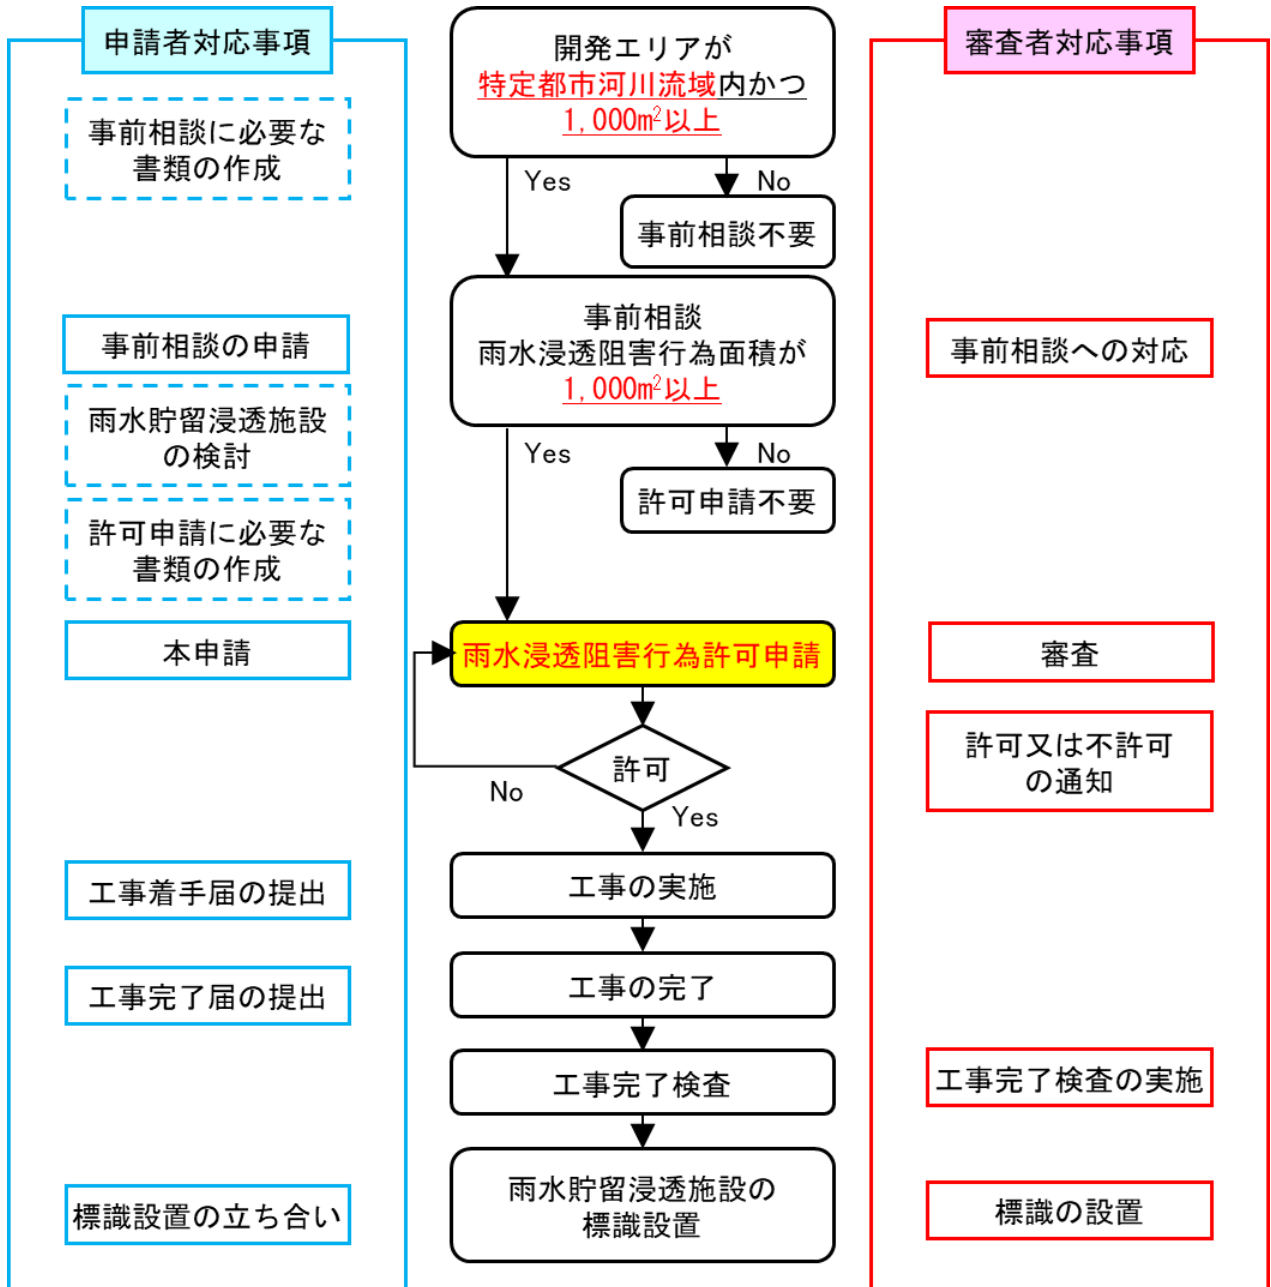 申請者対応事項
事前相談に必要な
書類の作成
事前相談の申請
雨水貯留浸透施設
の検討
許可申請に必要な
書類の作成
本申請
工事着手届の提出
工事完了届の提出
標識設置の立ち合い
開発エリアが
特定都市河川流域内かつ
1,000m²以上
Yes
No
事前相談不要
事前相談
雨水浸透阻害行為面積が
1,000m²以上
Yes
No
許可申請不要
雨水浸透阻害行為許可申請
許可
No
Yes
工事の実施
工事の完了
工事完了検査
雨水貯留浸透施設の
標識設置
審査者対応事項
事前相談への対応
審査
許可又は不許可
の通知
工事完了検査の実施
標識の設置